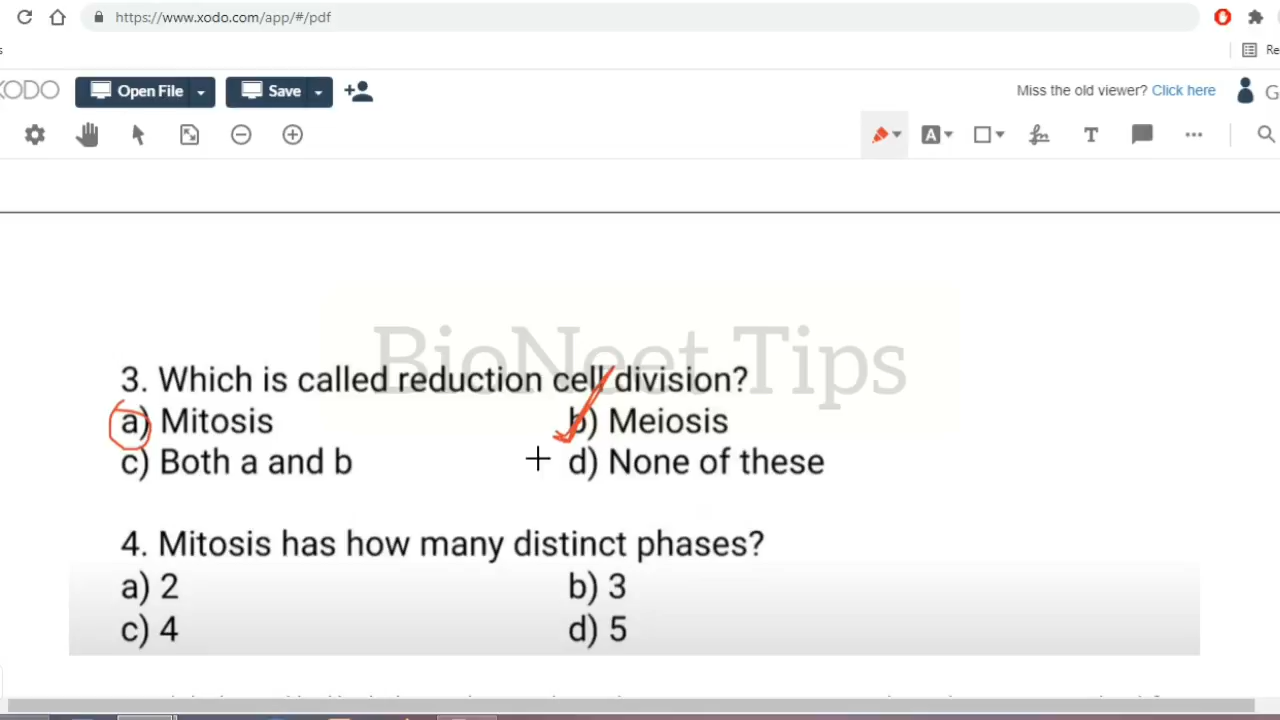 https://www.xodo.com/app/#/pdf
Re
XODO Open File Save Miss the old viewer? Click here G
A T
BioNeet Tips
3. Which is called reduction cell division?
a) Mitosis b) Meiosis
c) Both a and b d) None of these
4. Mitosis has how many distinct phases?
a) 2 b) 3
c) 4 d) 5